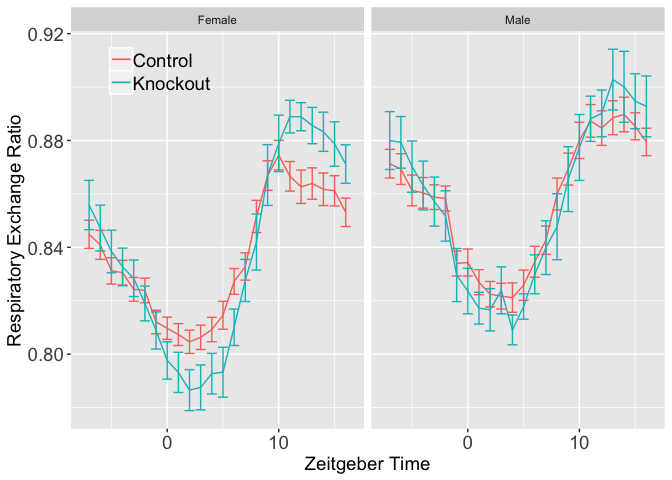 Female
Male
0.92
0.88
0.84
0.80
Respiratory Exchange Ratio
Control
Knockout
0
10
0
10
Zeitgeber Time